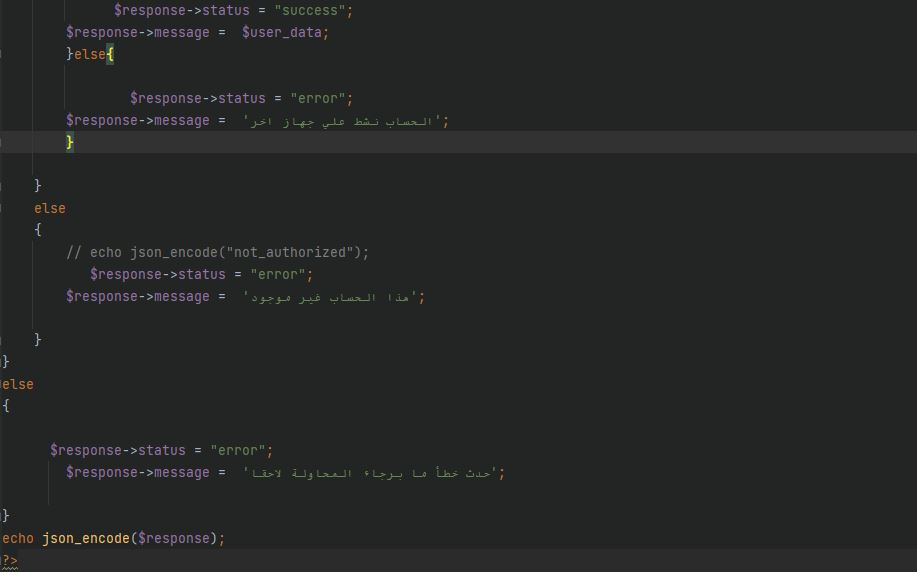 $response->status = "success";
$response->message =  $user_data;
}else{
$response->status = "error";
$response->message =  'الحساب نشط علي جهاز اخر';
}
}
else
{
// echo json_encode("not_authorized");
$response->status = "error";
$response->message =  'هذا الحساب غير موجود';
}
}
else
{
$response->status = "error";
$response->message =  'حدث خطأ ما برجاء المحاولة لاحقا';
}
echo json_encode($response);
?>